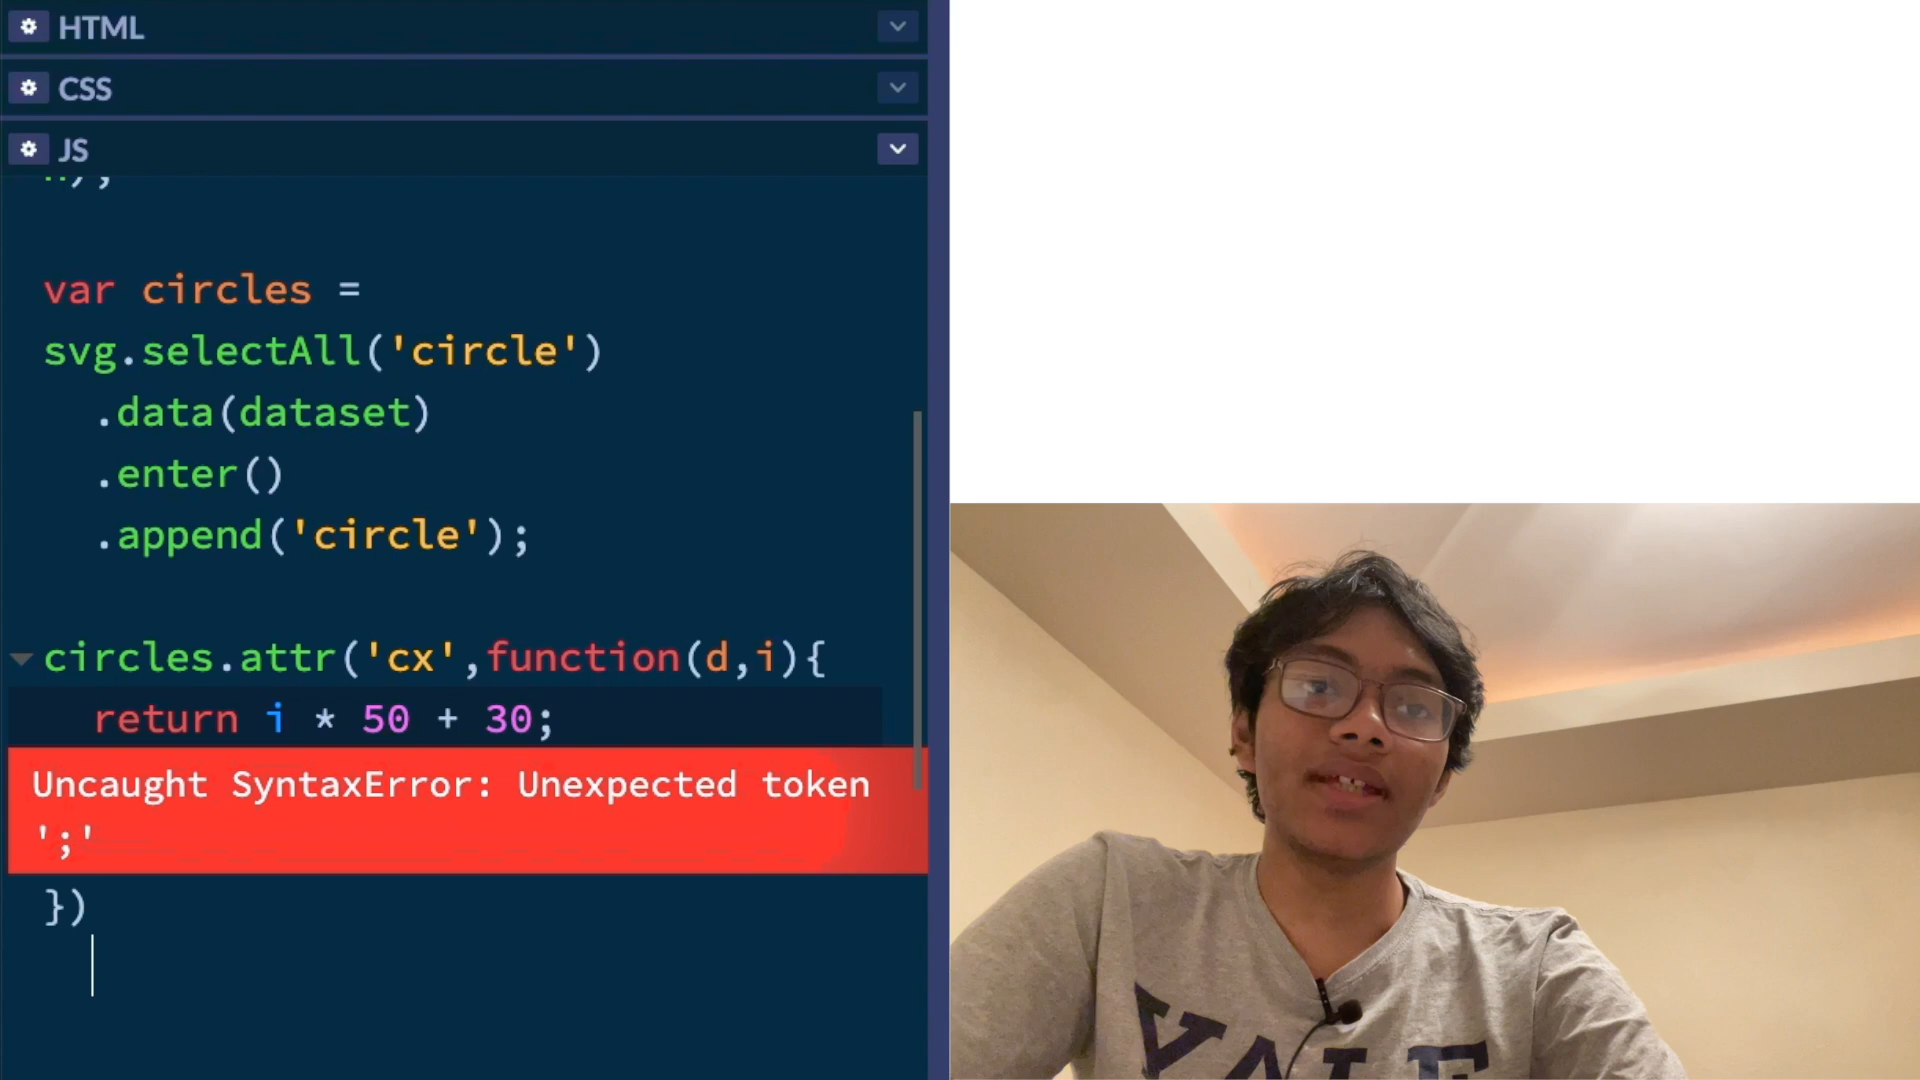 HTML
CSS
JS
var circles =
svg.selectAll('circle')
.data(dataset)
.enter()
.append('circle');
circles.attr('cx',function(d,i){
return i * 50 + 30;
Uncaught SyntaxError: Unexpected token
';'
})
YALE